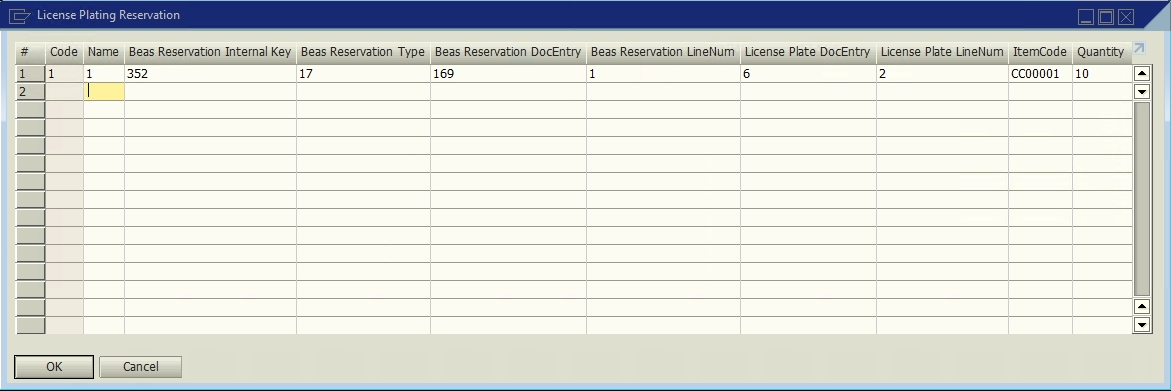 License Plating Reservation
# Code Name Beas Reservation Internal Key Beas Reservation Type Beas Reservation DocEntry Beas Reservation LineNum License Plate DocEntry License Plate LineNum ItemCode Quantity
1 1 1 352 17 169 1 6 2 CC00001 10
2
OK Cancel